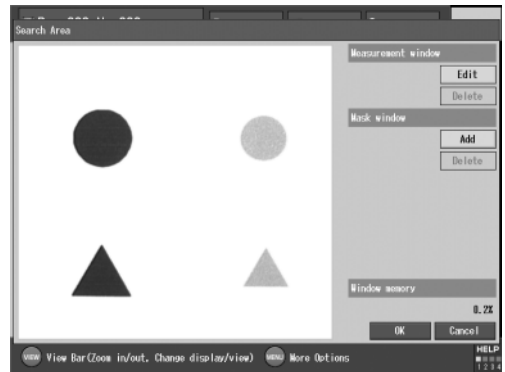 Search Area
Measurement window
Edit
Delete
Mask window
Add
Delete
Window memory
0.2%
OK
Cancel
VIEW View Bar(Zoom in/out. Change display/view) MENU More Options
HELP
1 2 3 4